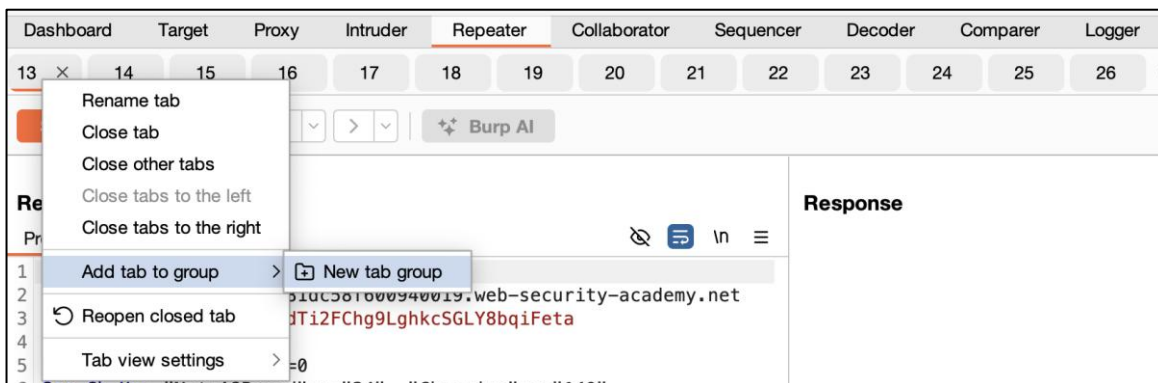 Dashboard Target Proxy Intruder Repeater Collaborator Sequencer Decoder Comparer Logger
13 × 14 15 16 17 18 19 20 21 22 23 24 25 26
Rename tab
Close tab
Burp AI
Close other tabs
Close tabs to the left
Re Response
Close tabs to the right
Pr \n
1
Add tab to group > New tab group
2 .web-security-academy.net
3 Reopen closed tab dTi2FChg9LghkcSGLY8bqiFeta
4
5 Tab view settings > =0